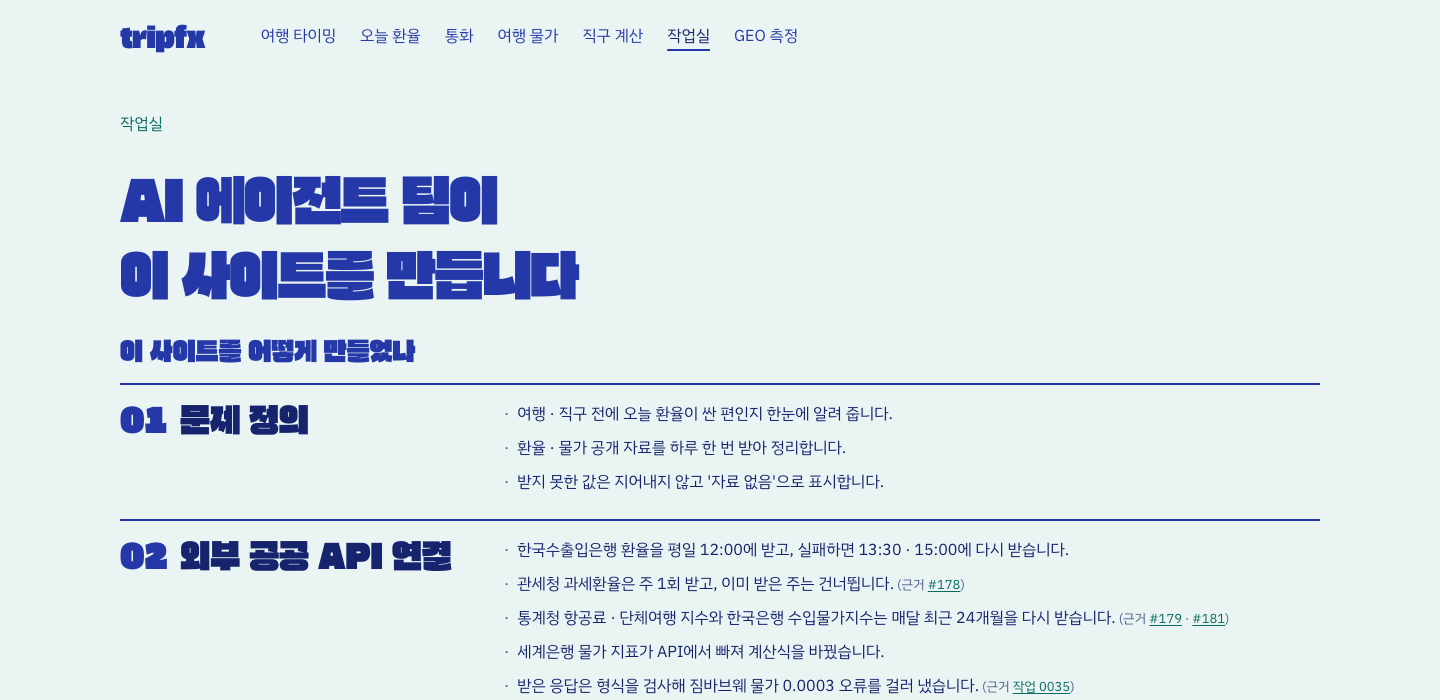 tripfx
여행 타이밍 오늘 환율 통화 여행 물가 직구 계산 작업실 GEO 측정
작업실
AI 에이전트 팀이
이 사이트를 만듭니다
이 사이트를 어떻게 만들었나
01 문제 정의
· 여행 · 직구 전에 오늘 환율이 싼 편인지 한눈에 알려 줍니다.
· 환율 · 물가 공개 자료를 하루 한 번 받아 정리합니다.
· 받지 못한 값은 지어내지 않고 '자료 없음'으로 표시합니다.
02 외부 공공 API 연결
· 한국수출입은행 환율을 평일 12:00에 받고, 실패하면 13:30 · 15:00에 다시 받습니다.
· 관세청 과세환율은 주 1회 받고, 이미 받은 주는 건너뜁니다. (근거 #178)
· 통계청 항공료 · 단체여행 지수와 한국은행 수입물가지수는 매달 최근 24개월을 다시 받습니다. (근거 #179 · #181)
· 세계은행 물가 지표가 API에서 빠져 계산식을 바꿨습니다.
· 받은 응답은 형식을 검사해 짐바브웨 물가 0.0003 오류를 걸러 냈습니다. (근거 작업 0035)